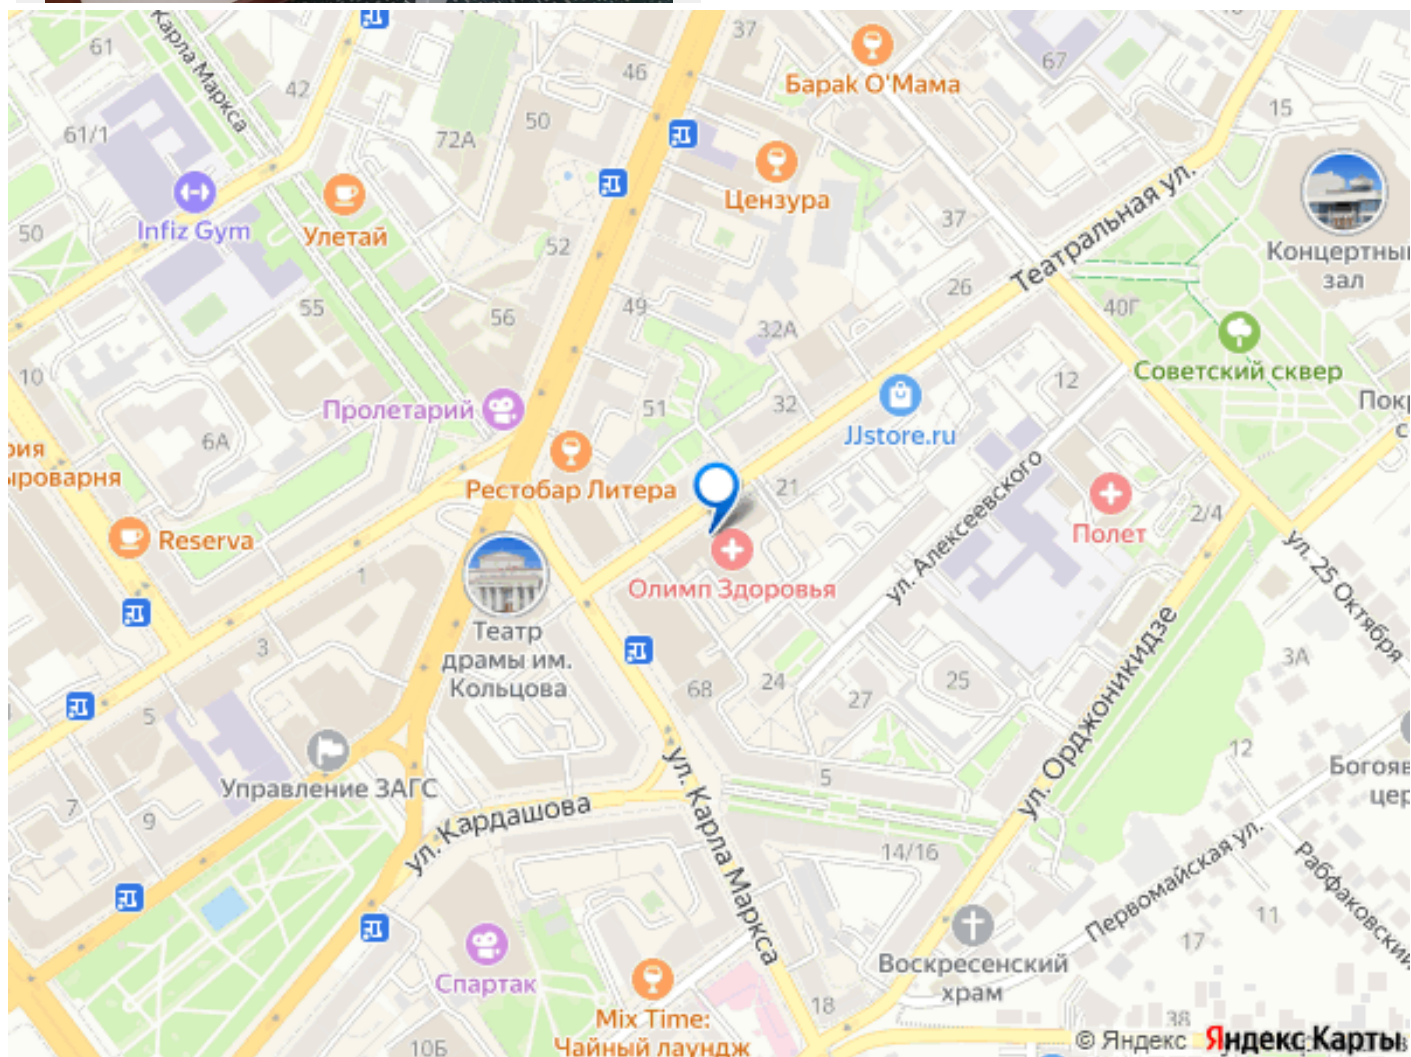 37
Карла Маркса
61
46
Барак О'Мама
67
42
15
61/1
50
72А
Театральная ул.
Цензура
Infiz Gym
Улетай
37
50
52
Концертный
зал
26
55
49
40Г
56
32А
Советский сквер
10
12
Пролетарий
51
32
JJstore.ru
6А
Рестобар Литера
21
ул. Алексеевского
Полет
2/4
Reserva
ул. 25 Октября
1
Олимп Здоровья
Театр
драмы им.
Кольцова
3
3А
68
24
27
25
ул. Орджоникидзе
5
12
Управление ЗАГС
5
ул. Карла Маркса
7
9
ул. Кардашова
14/16
Первомайская ул.
Рабфаковский
11
17
Воскресенский
храм
Спартак
18
Mix Time:
Чайный лаундж
38
10Б
© Яндекс Яндекс Карты